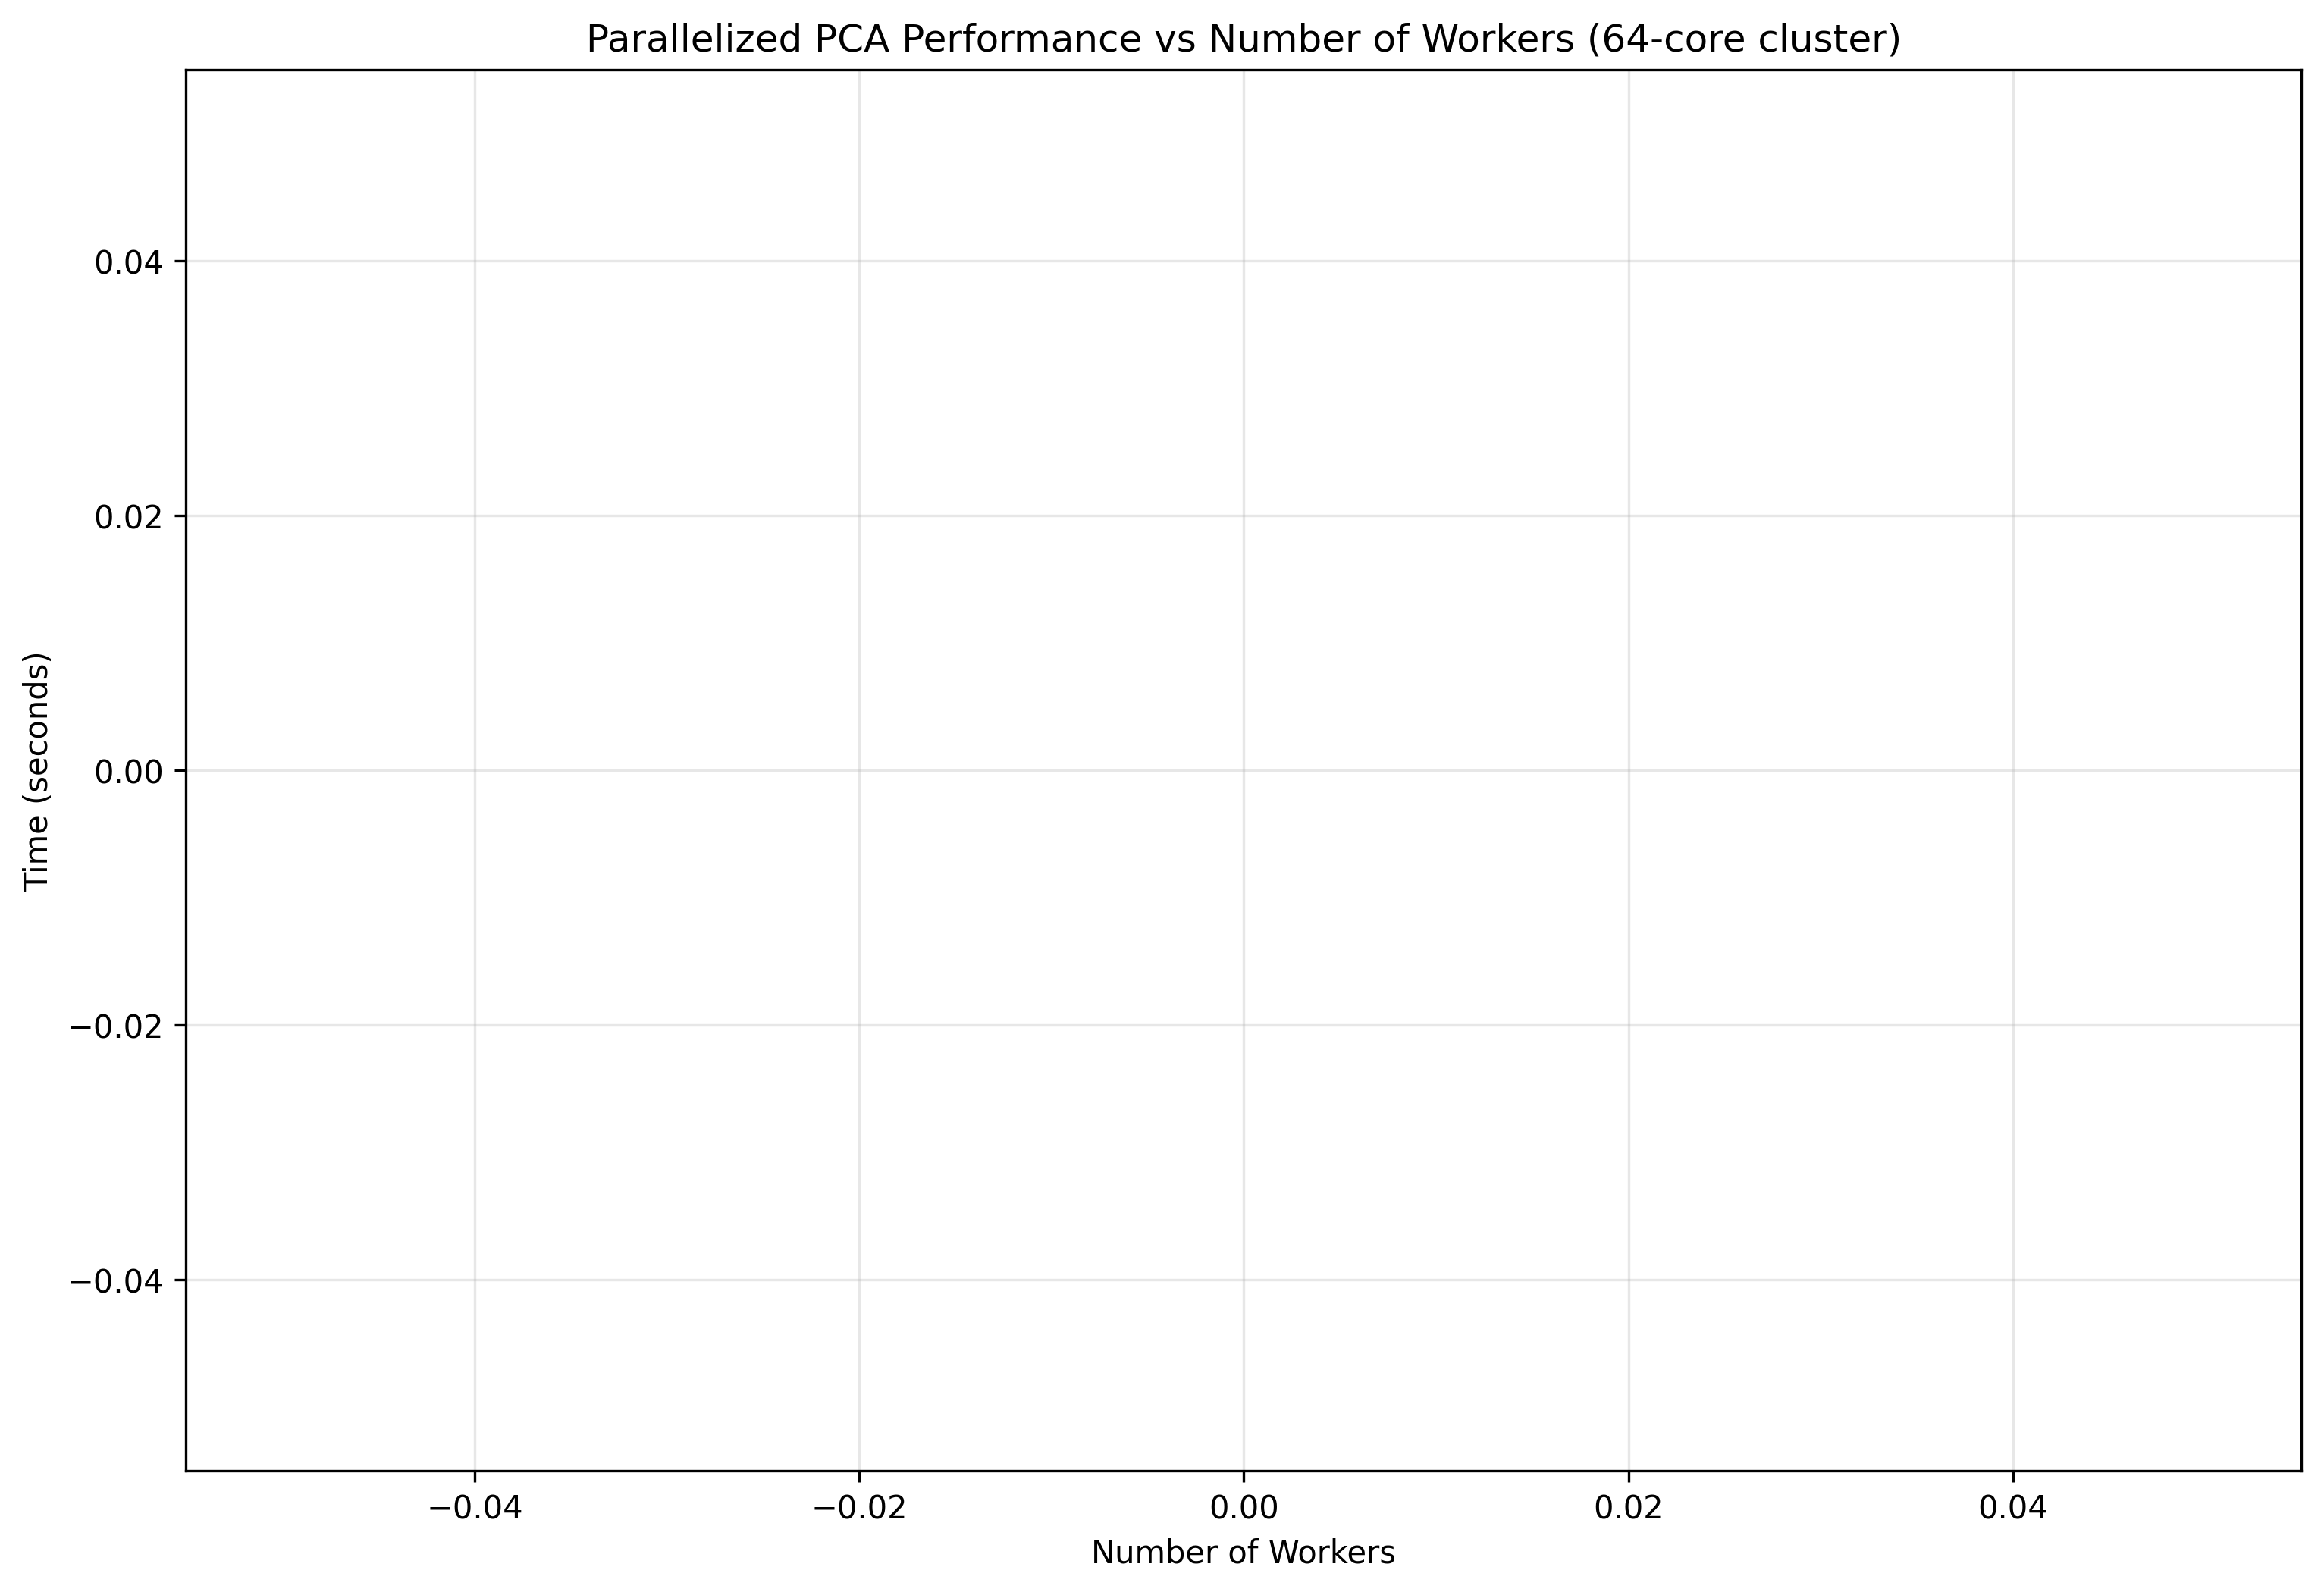 Parallelized PCA Performance vs Number of Workers (64-core cluster)
0.04
0.02
0.00
−0.02
−0.04
Time (seconds)
−0.04 −0.02 0.00 0.02 0.04
Number of Workers